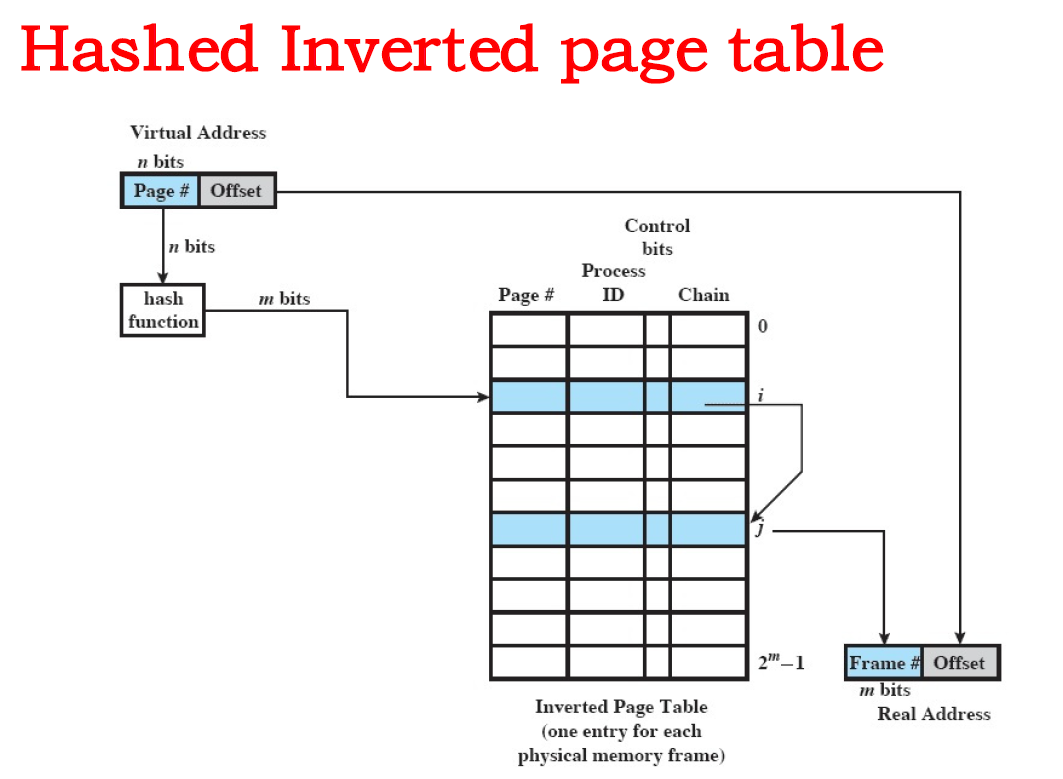 Hashed Inverted page table
Virtual Address
n bits
Page # Offset
n bits
hash
function
m bits
Control
bits
Process
Page # ID Chain
0
i
j
2^m–1
Frame # Offset
m bits
Real Address
Inverted Page Table
(one entry for each
physical memory frame)